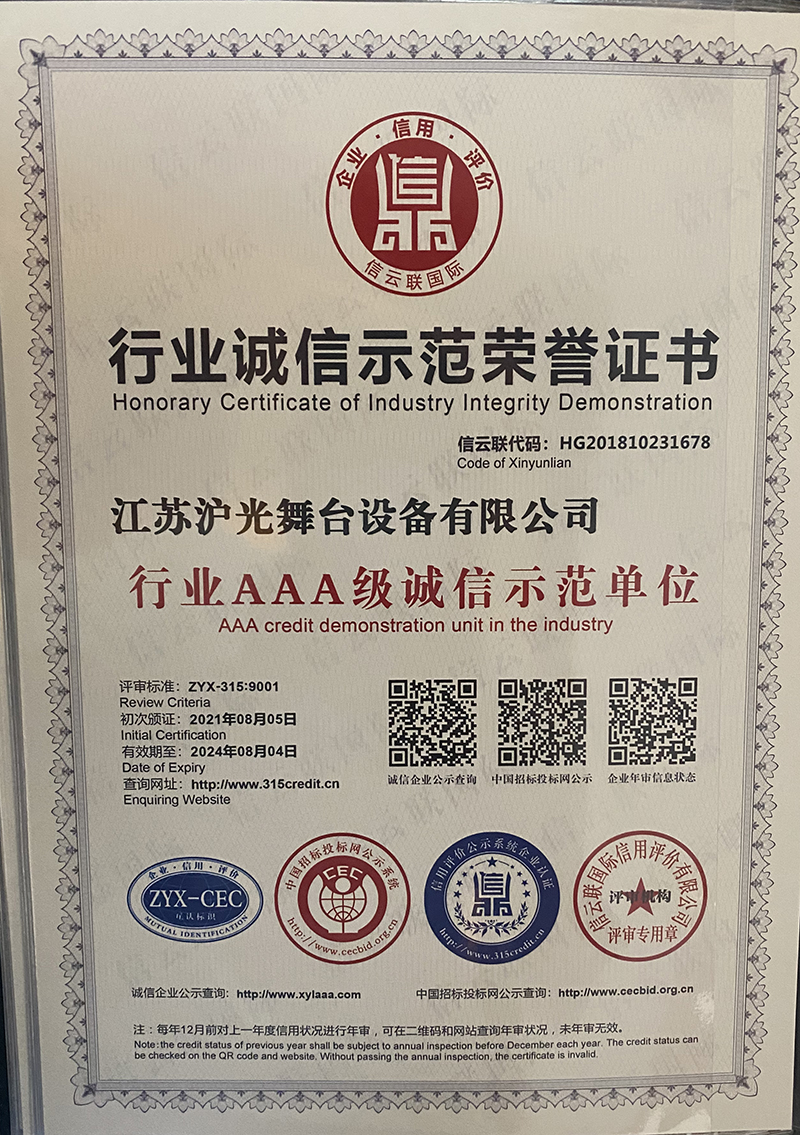 企业·信用·评价
信
信云联国际
行业诚信示范荣誉证书
Honorary Certificate of Industry Integrity Demonstration
信云联代码：HG201810231678
Code of Xinyunlian
江苏沪光舞台设备有限公司
行业AAA级诚信示范单位
AAA credit demonstration unit in the industry
评审标准：ZYX-315:9001
Review Criteria
初次颁证：2021年08月05日
Initial Certification
有效期至：2024年08月04日
Date of Expiry
查询网址：http://www.315credit.cn
Enquiring Website
诚信企业公示查询 中国招标投标网公示 企业年审信息状态
企业·信用·评价
ZYX-CEC
互认标识
MUTUAL IDENTIFICATION
中国招标投标网公示系统
CEC
http://www.cecbid.org.cn
信用评价公示系统企业认证
信
http://www.315credit.cn
信云联国际信用评价有限公司
评审机构
评审专用章
诚信企业公示查询：http://www.xylaaa.com 中国招标投标网公示查询：http://www.cecbid.org.cn
注：每年12月前对上一年度信用状况进行年审，可在二维码和网站查询年审状况，未年审无效。
Note:the credit status of previous year shall be subject to annual inspection before December each year. The credit status can
be checked on the QR code and website. Without passing the annual inspection, the certificate is invalid.